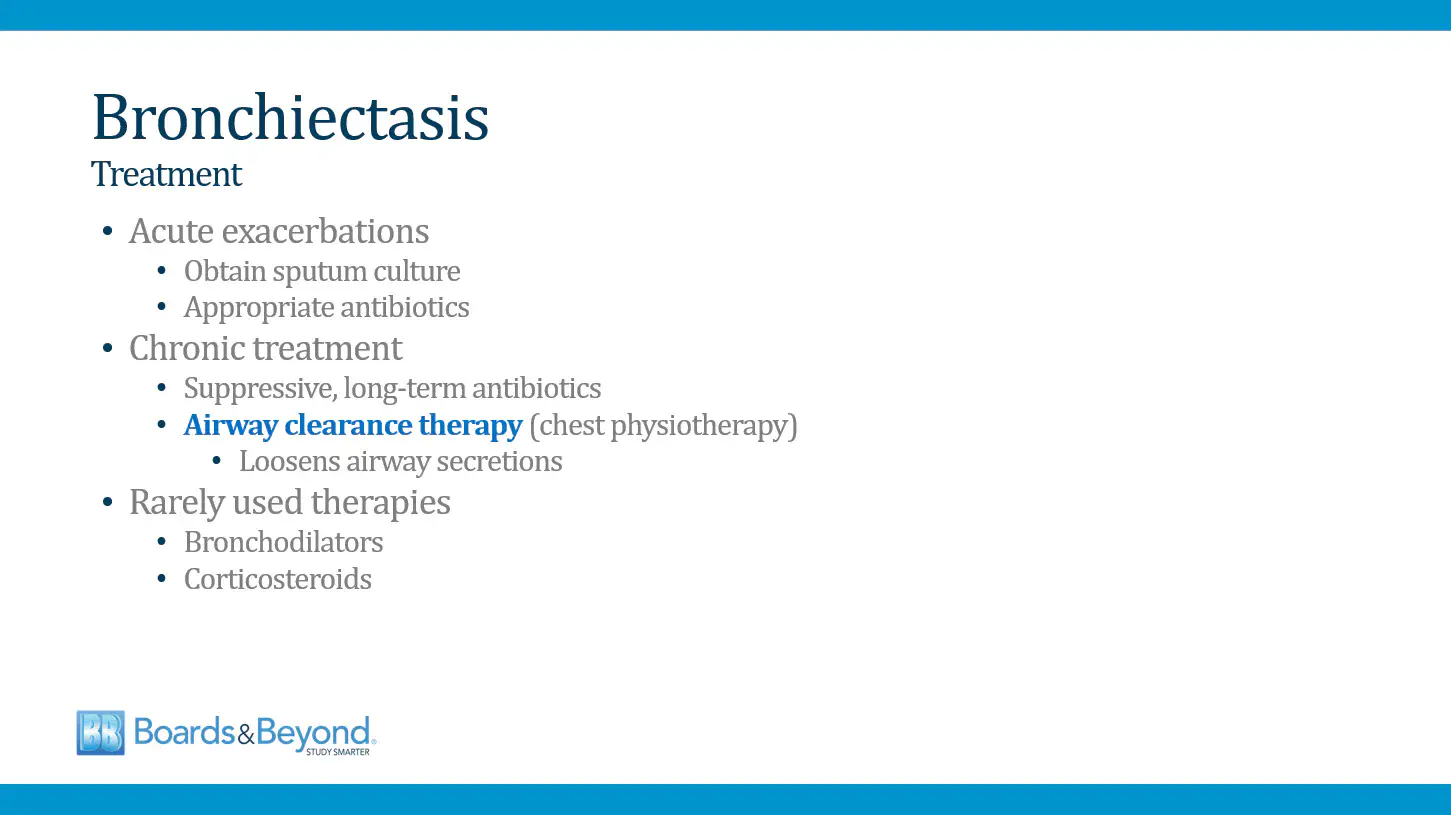 Bronchiectasis
Treatment
• Acute exacerbations
• Obtain sputum culture
• Appropriate antibiotics
• Chronic treatment
• Suppressive, long-term antibiotics
• Airway clearance therapy (chest physiotherapy)
• Loosens airway secretions
• Rarely used therapies
• Bronchodilators
• Corticosteroids
BB Boards&Beyond®
STUDY SMARTER